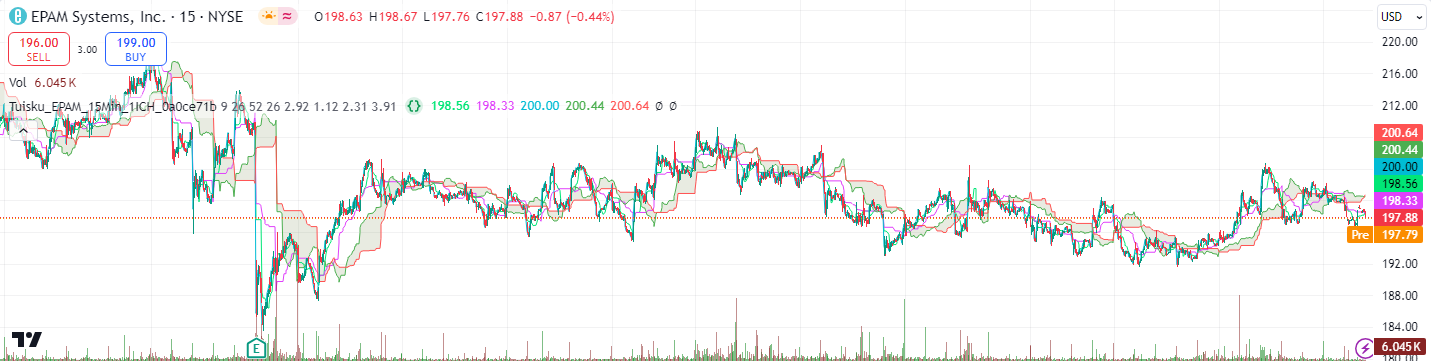 EPAM Systems, Inc. · 15 · NYSE O198.63 H198.67 L197.76 C197.88 −0.87 (−0.44%)
USD
196.00 SELL 3.00 199.00 BUY
Vol 6.045K
Tuisku_EPAM_15Min_1ICH_0a0ce71b 9 26 52 26 2.92 1.12 2.31 3.91 {} 198.56 198.33 200.00 200.44 200.64 Ø Ø
220.00
216.00
212.00
200.64
200.44
200.00
198.56
198.33
197.88
Pre 197.79
192.00
188.00
184.00
180.00
6.045K
E